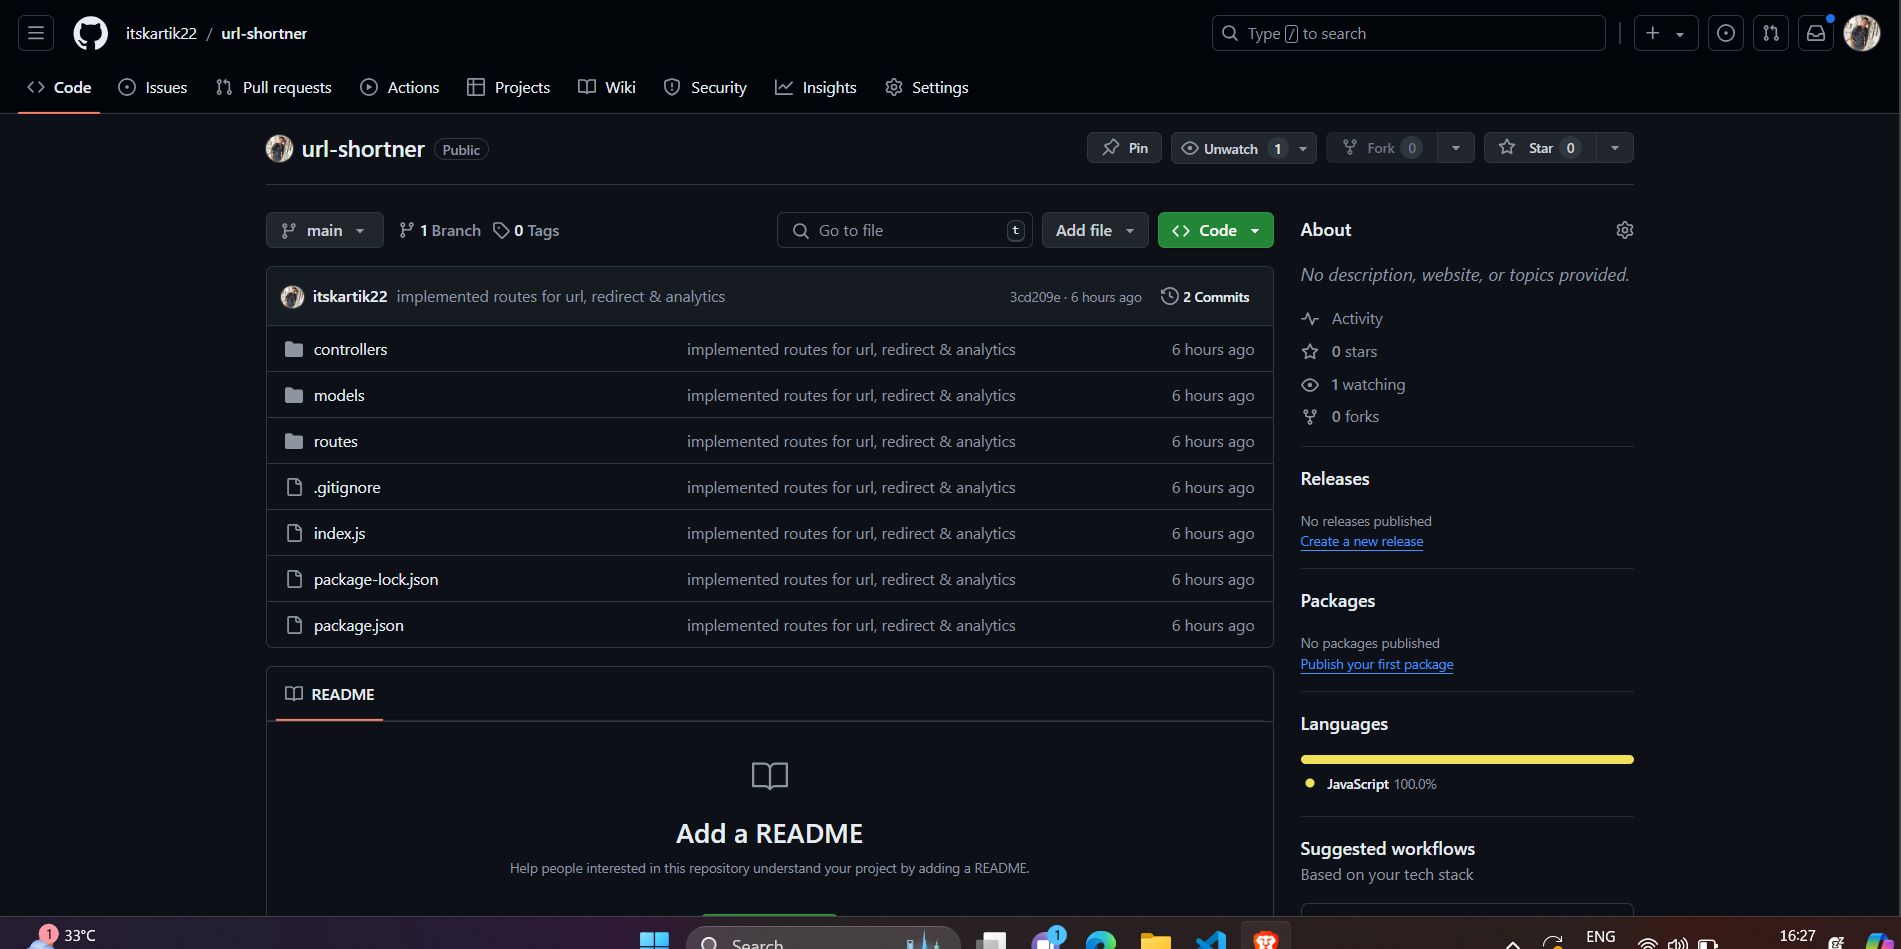 itskartik22 / url-shortner
Type / to search
Code Issues Pull requests Actions Projects Wiki Security Insights Settings
url-shortner Public
Pin Unwatch 1 Fork 0 Star 0
main 1 Branch 0 Tags Go to file t Add file Code
itskartik22 implemented routes for url, redirect & analytics 3cd209e · 6 hours ago 2 Commits
controllers implemented routes for url, redirect & analytics 6 hours ago
models implemented routes for url, redirect & analytics 6 hours ago
routes implemented routes for url, redirect & analytics 6 hours ago
.gitignore implemented routes for url, redirect & analytics 6 hours ago
index.js implemented routes for url, redirect & analytics 6 hours ago
package-lock.json implemented routes for url, redirect & analytics 6 hours ago
package.json implemented routes for url, redirect & analytics 6 hours ago
README
Add a README
Help people interested in this repository understand your project by adding a README.
About
No description, website, or topics provided.
Activity
0 stars
1 watching
0 forks
Releases
No releases published
Create a new release
Packages
No packages published
Publish your first package
Languages
JavaScript 100.0%
Suggested workflows
Based on your tech stack
1 33°C
Search
1
ENG
16:27